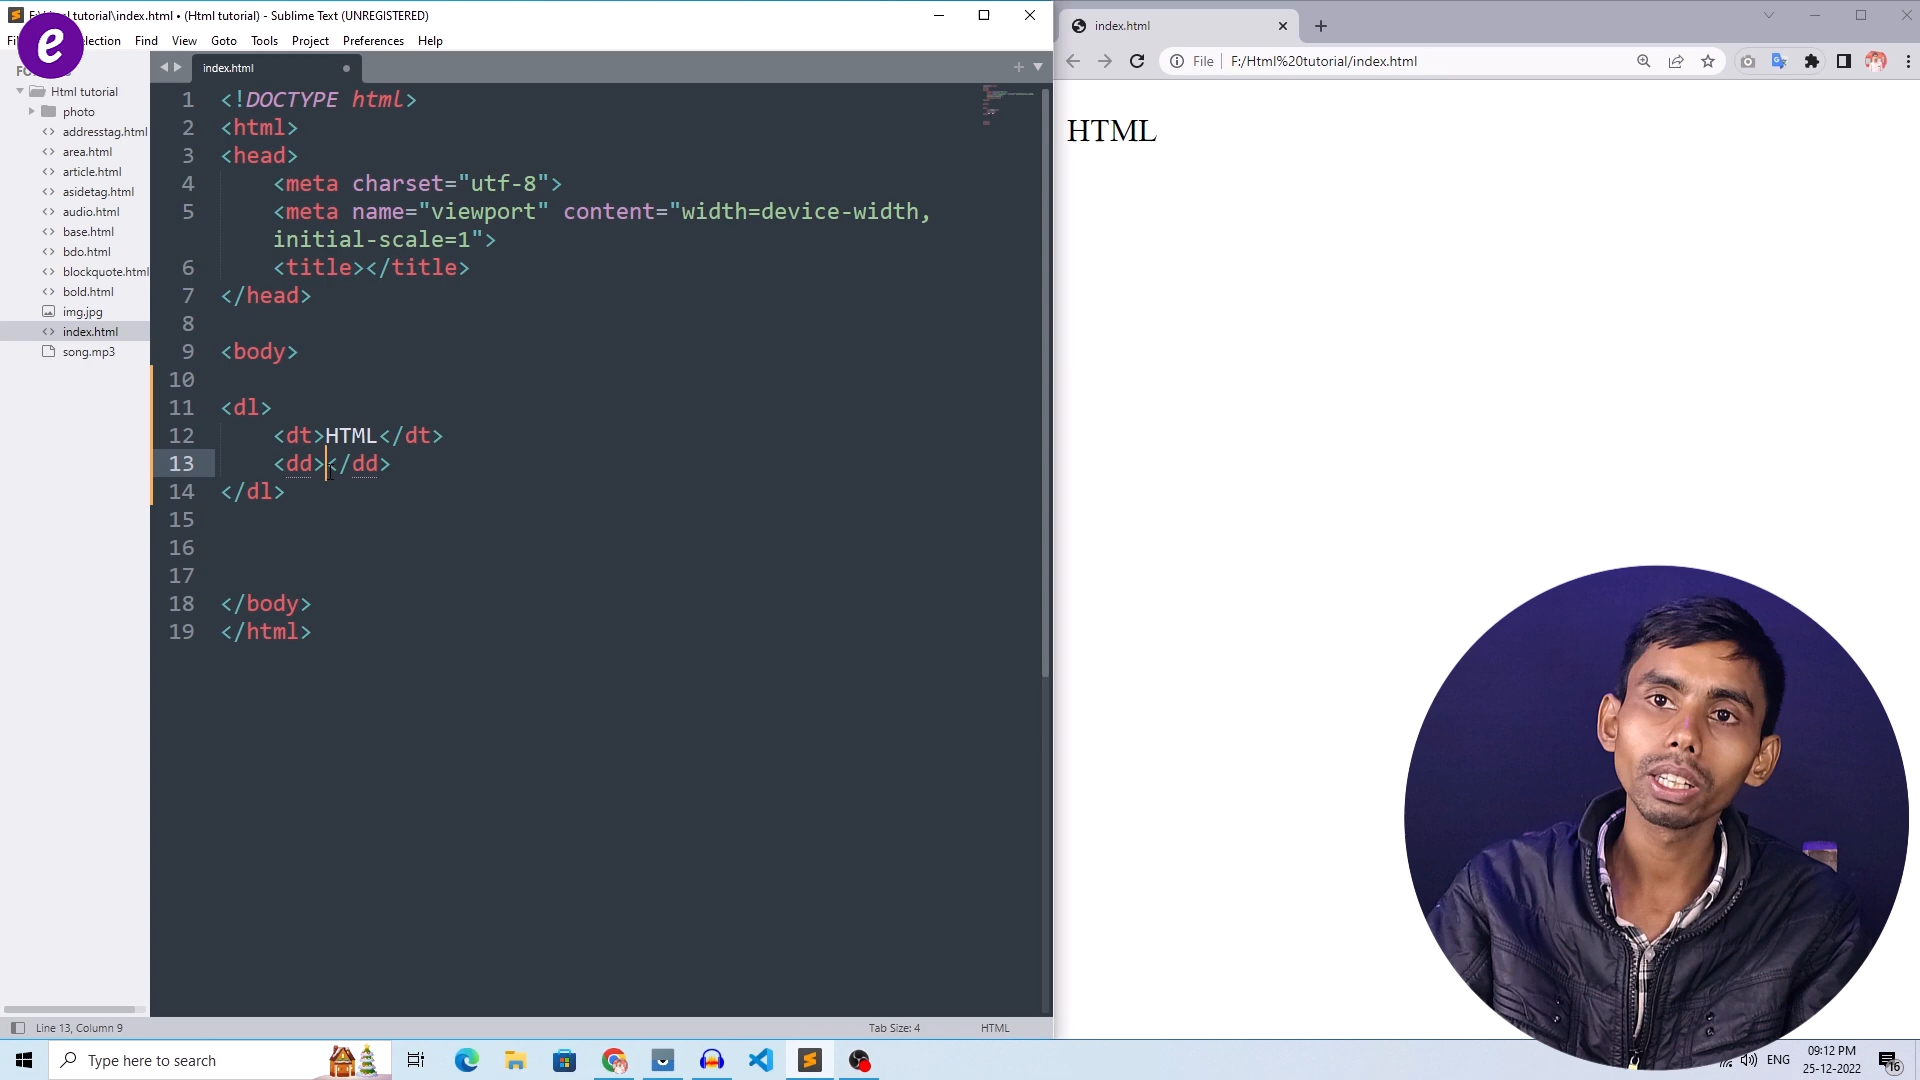 F:\Html tutorial\index.html • (Html tutorial) - Sublime Text (UNREGISTERED)
Find View Goto Tools Project Preferences Help
e
index.html
Html tutorial
photo
addresstag.html
area.html
article.html
asidetag.html
audio.html
base.html
bdo.html
blockquote.html
bold.html
img.jpg
index.html
song.mp3
1 <!DOCTYPE html>
2 <html>
3 <head>
4 <meta charset="utf-8">
5 <meta name="viewport" content="width=device-width,
initial-scale=1">
6 <title></title>
7 </head>
8
9 <body>
10
11 <dl>
12 <dt>HTML</dt>
13 <dd></dd>
14 </dl>
15
16
17
18 </body>
19 </html>
Line 13, Column 9
Tab Size: 4
HTML
index.html
File F:/Html%20tutorial/index.html
HTML
Type here to search
ENG
09:12 PM
25-12-2022
16